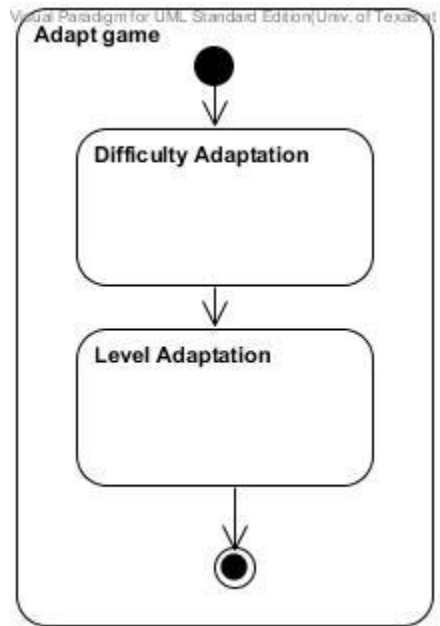 Visual Paradigm for UML Standard Edition(Univ. of Texas at
Adapt game
Difficulty Adaptation
Level Adaptation